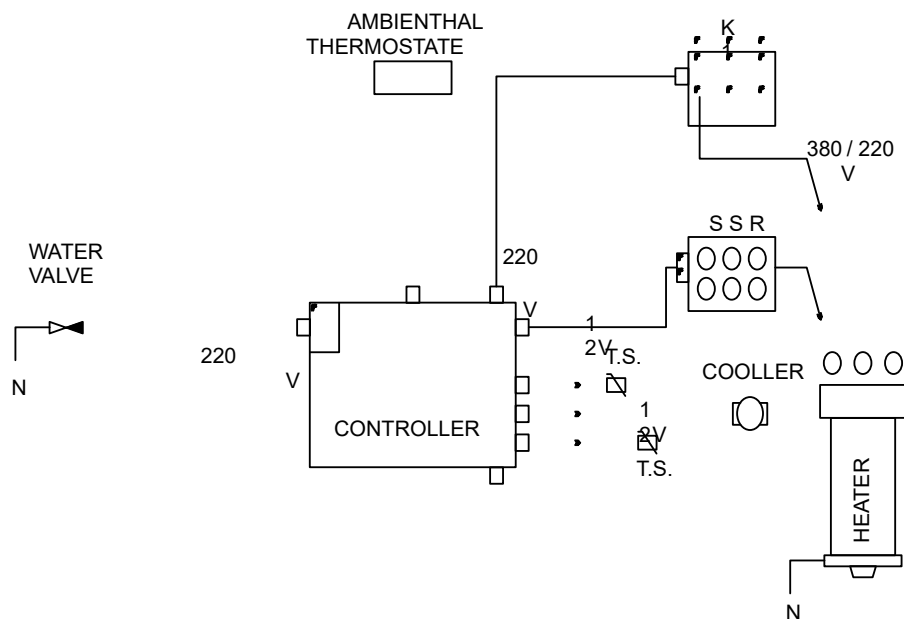 AMBIENTHAL
THERMOSTATE
K
1
380 / 220
V
S S R
WATER
VALVE
220
V
1
2V
T.S.
220
V
N
COOLLER
1
2V
CONTROLLER
T.S.
HEATER
N